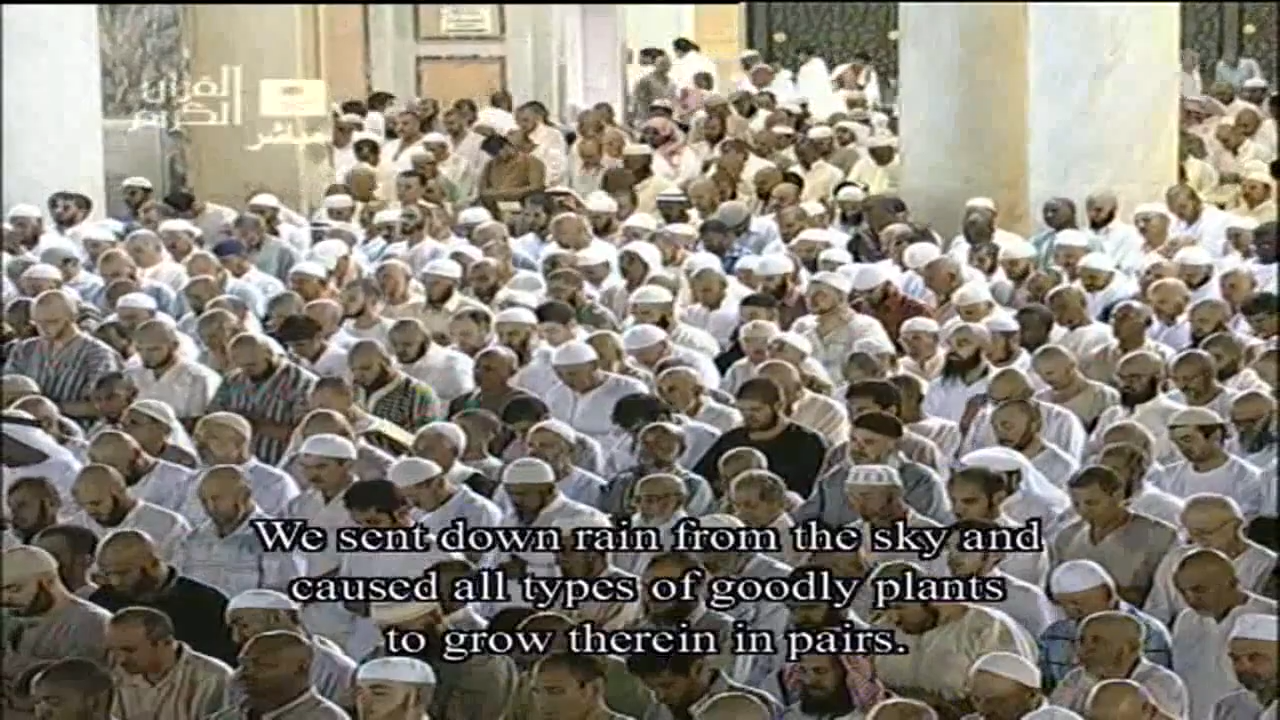 القرآن
الكريم
مباشر
We sent down rain from the sky and
caused all types of goodly plants
to grow therein in pairs.